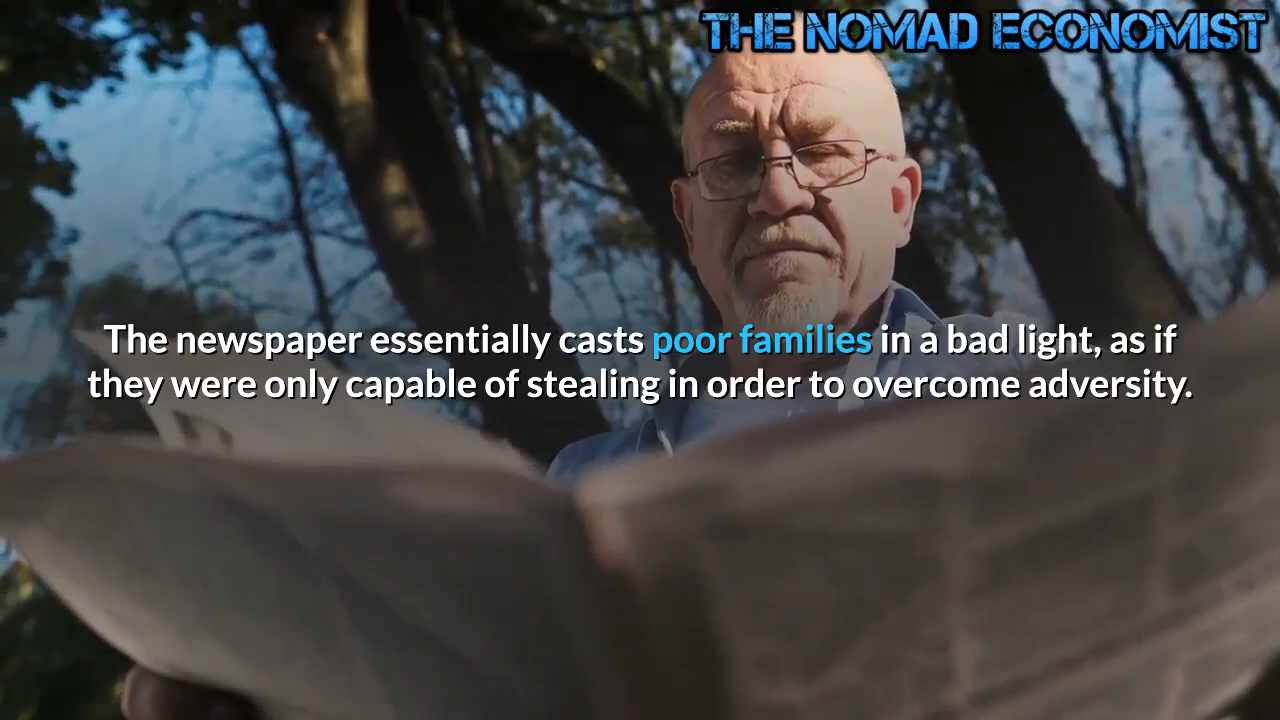 THE NOMAD ECONOMIST
The newspaper essentially casts poor families in a bad light, as if
they were only capable of stealing in order to overcome adversity.